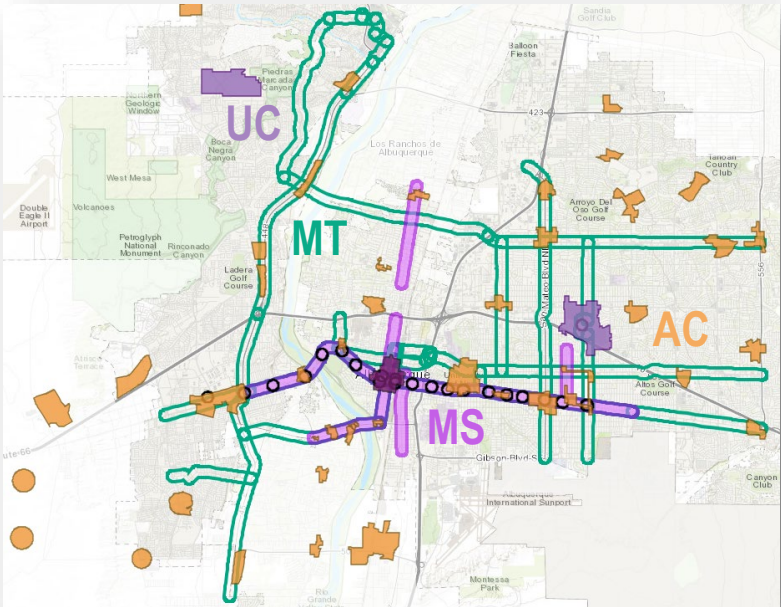 Sandia
Golf Club
Balloon
Fiesta
Piedras
Marcadas
Canyon
Northern
Geologic
Window
423
UC
Boca
Negra
Canyon
Los Ranchos de
Albuquerque
Tanoan
Country
Club
West Mesa
Double
Eagle II
Airport
Volcanoes
Arroyo Del
Oso Golf
Course
Petroglyph
National
Monument
Rinconado
Canyon
MT
448
556
Ladera
Golf
Course
San Mateo Blvd NE
AC
Atrisco
Terrace
Altos Golf
Course
MS
ute 66
Gibson Blvd S
Canyon
Club
Albuquerque
International Sunport
Montessa
Park
Rio
Grande